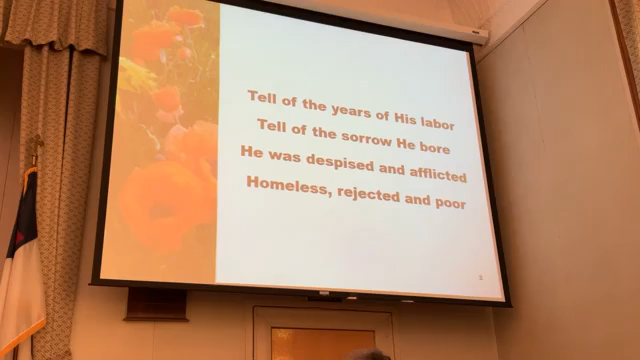 Tell of the years of His labor
Tell of the sorrow He bore
He was despised and afflicted
Homeless, rejected and poor